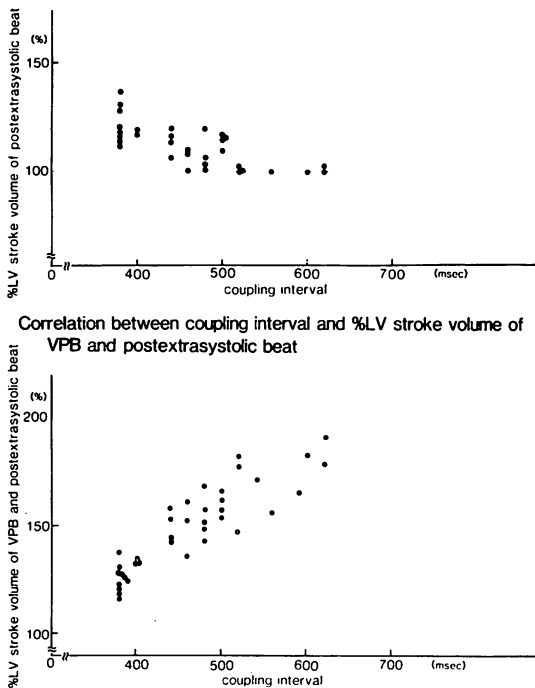 (%)
150
100
%LV stroke volume of postextrasystolic beat
0
400
500
600
700
(msec)
coupling interval
Correlation between coupling interval and %LV stroke volume of
VPB and postextrasystolic beat
(%)
200
150
100
%LV stroke volume of VPB and postextrasystolic beat
0
400
500
600
700
(msec)
coupling interval